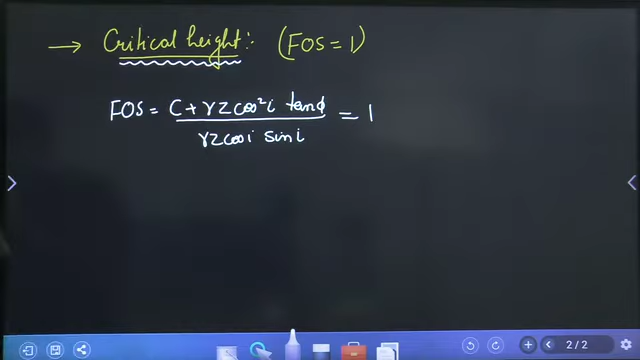 → Critical height:- (FOS = 1)
FOS = C + γZcos²i tanφ = 1
γZcosi sini
2/2